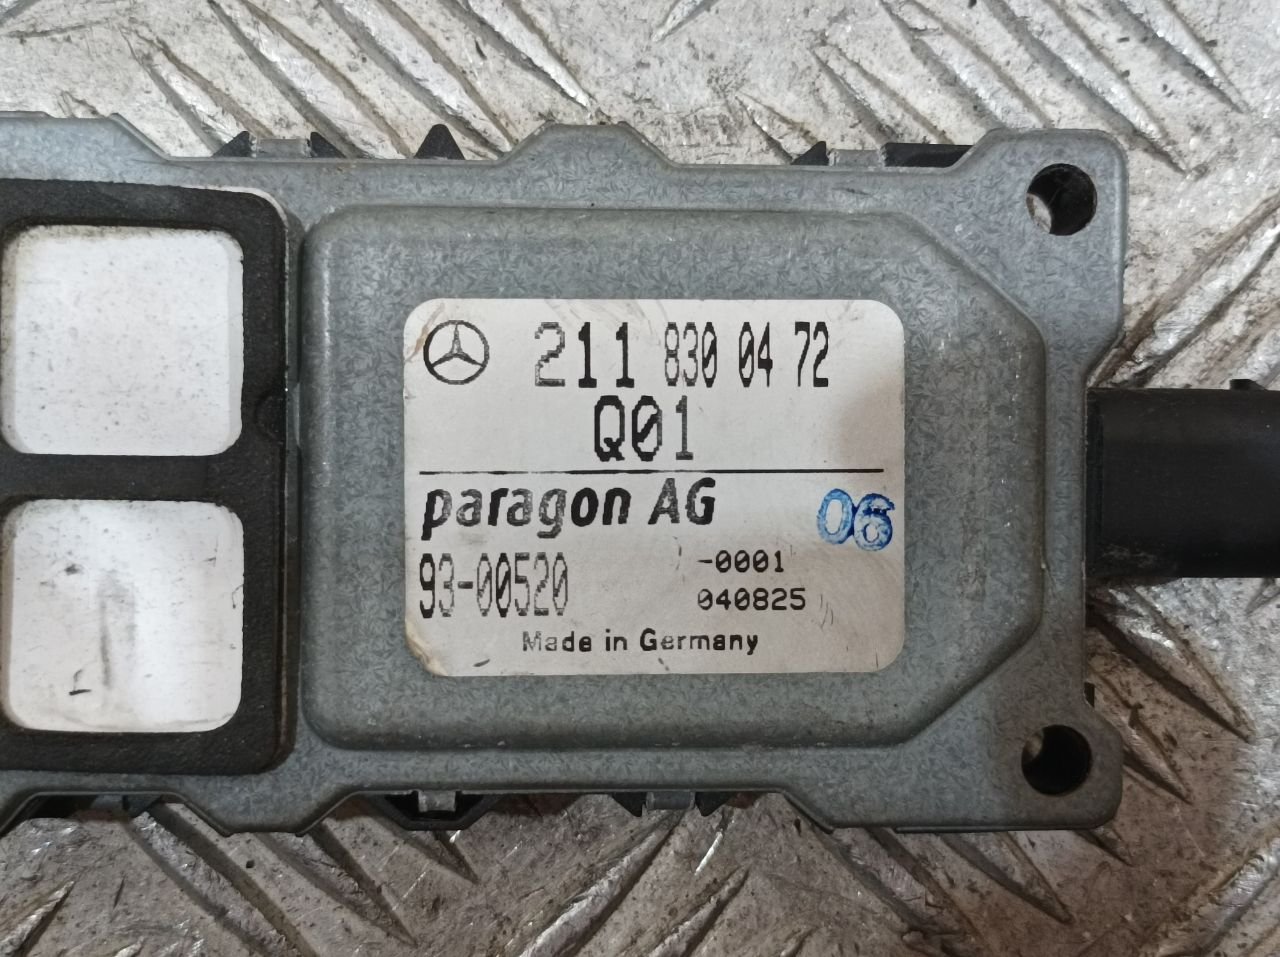 211 830 04 72
Q01
paragon AG
06
93-00520
-0001
040825
Made in Germany